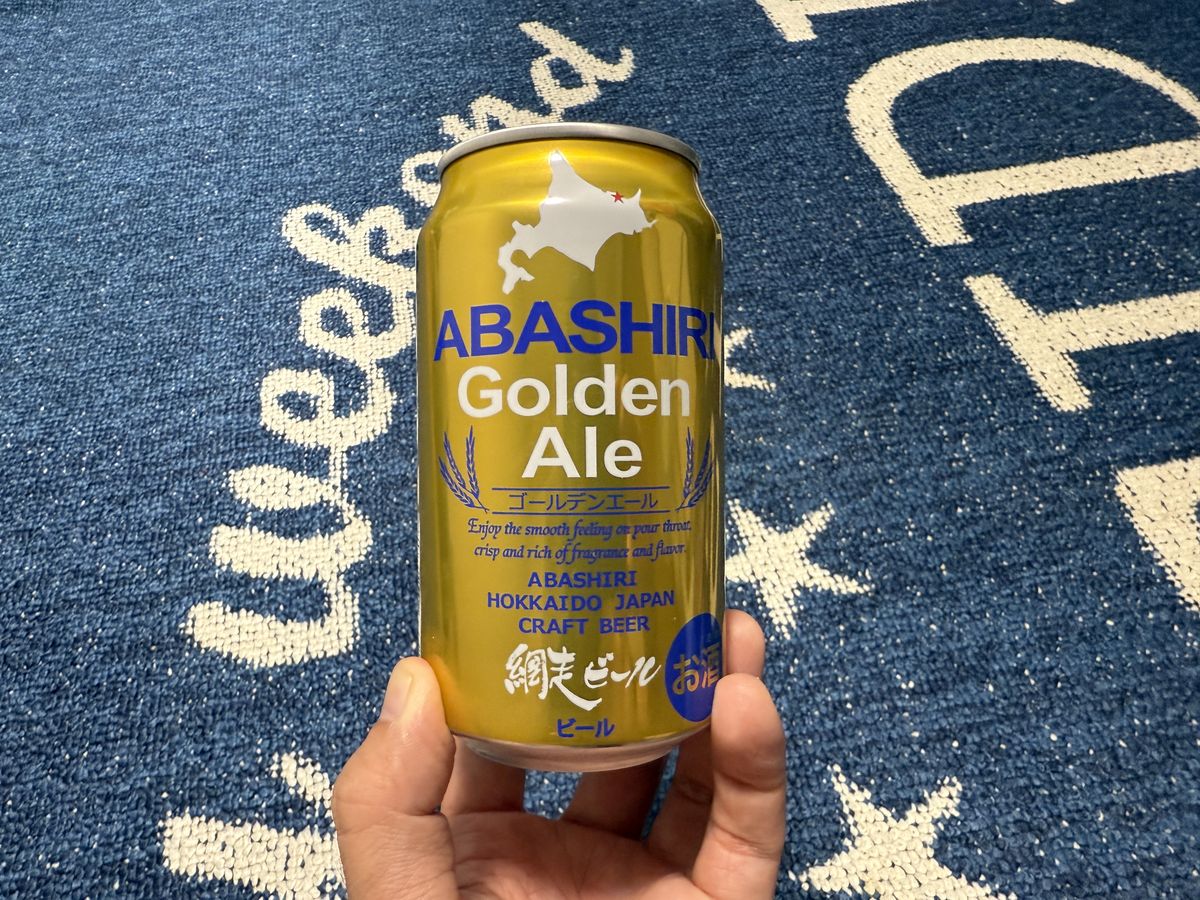 ABASHIRI
Golden
Ale
ゴールデンエール
Enjoy the smooth feeling on your throat,
crisp and rich of fragrance and flavor.
ABASHIRI
HOKKAIDO JAPAN
CRAFT BEER
網走ビール
お酒
ビール
Weekend